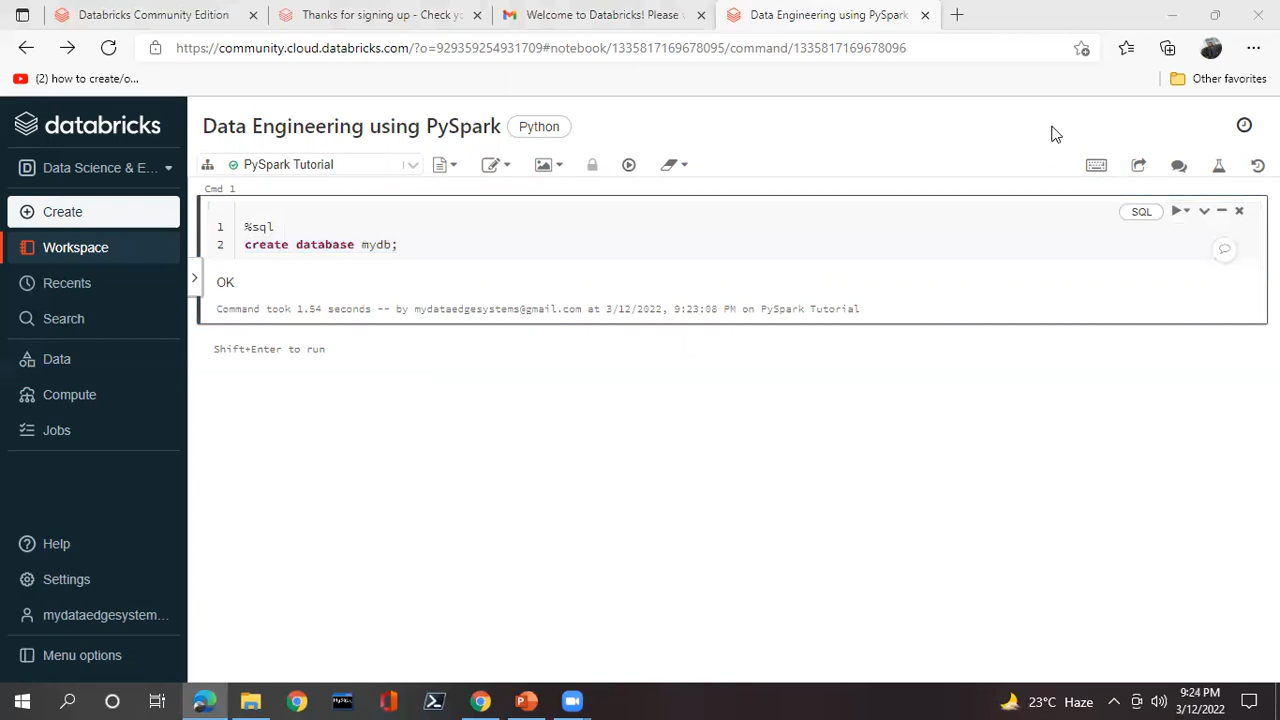 Databricks Community Edition
Thanks for signing up - Check yo
Welcome to Databricks! Please v
Data Engineering using PySpark
https://community.cloud.databricks.com/?o=929359254931709#notebook/1335817169678095/command/1335817169678096
(2) how to create/o...
Other favorites
databricks
Data Science & E...
Create
Workspace
Recents
Search
Data
Compute
Jobs
Help
Settings
mydataedgesystem...
Menu options
Data Engineering using PySpark
Python
PySpark Tutorial
Cmd 1
SQL
1 %sql
2 create database mydb;
OK
Command took 1.54 seconds -- by mydataedgesystems@gmail.com at 3/12/2022, 9:23:08 PM on PySpark Tutorial
Shift+Enter to run
23°C Haze
9:24 PM
3/12/2022